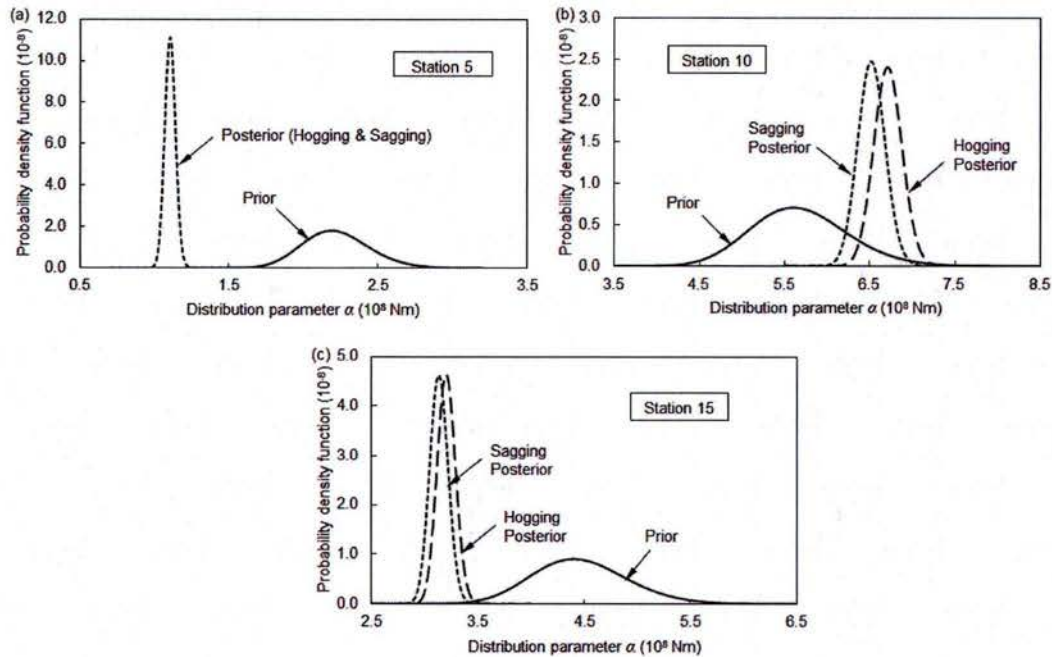 (a)
12.0
10.0
8.0
6.0
4.0
2.0
0.0
Probability density function (10⁻⁸)
Station 5
Posterior (Hogging & Sagging)
Prior
0.5 1.5 2.5 3.5
Distribution parameter α (10⁸ Nm)
(b)
3.0
2.5
2.0
1.5
1.0
0.5
0.0
Probability density function (10⁻⁸)
Station 10
Sagging
Posterior
Hogging
Posterior
Prior
3.5 4.5 5.5 6.5 7.5 8.5
Distribution parameter α (10⁸ Nm)
(c)
5.0
4.0
3.0
2.0
1.0
0.0
Probability density function (10⁻⁸)
Station 15
Sagging
Posterior
Hogging
Posterior
Prior
2.5 3.5 4.5 5.5 6.5
Distribution parameter α (10⁸ Nm)